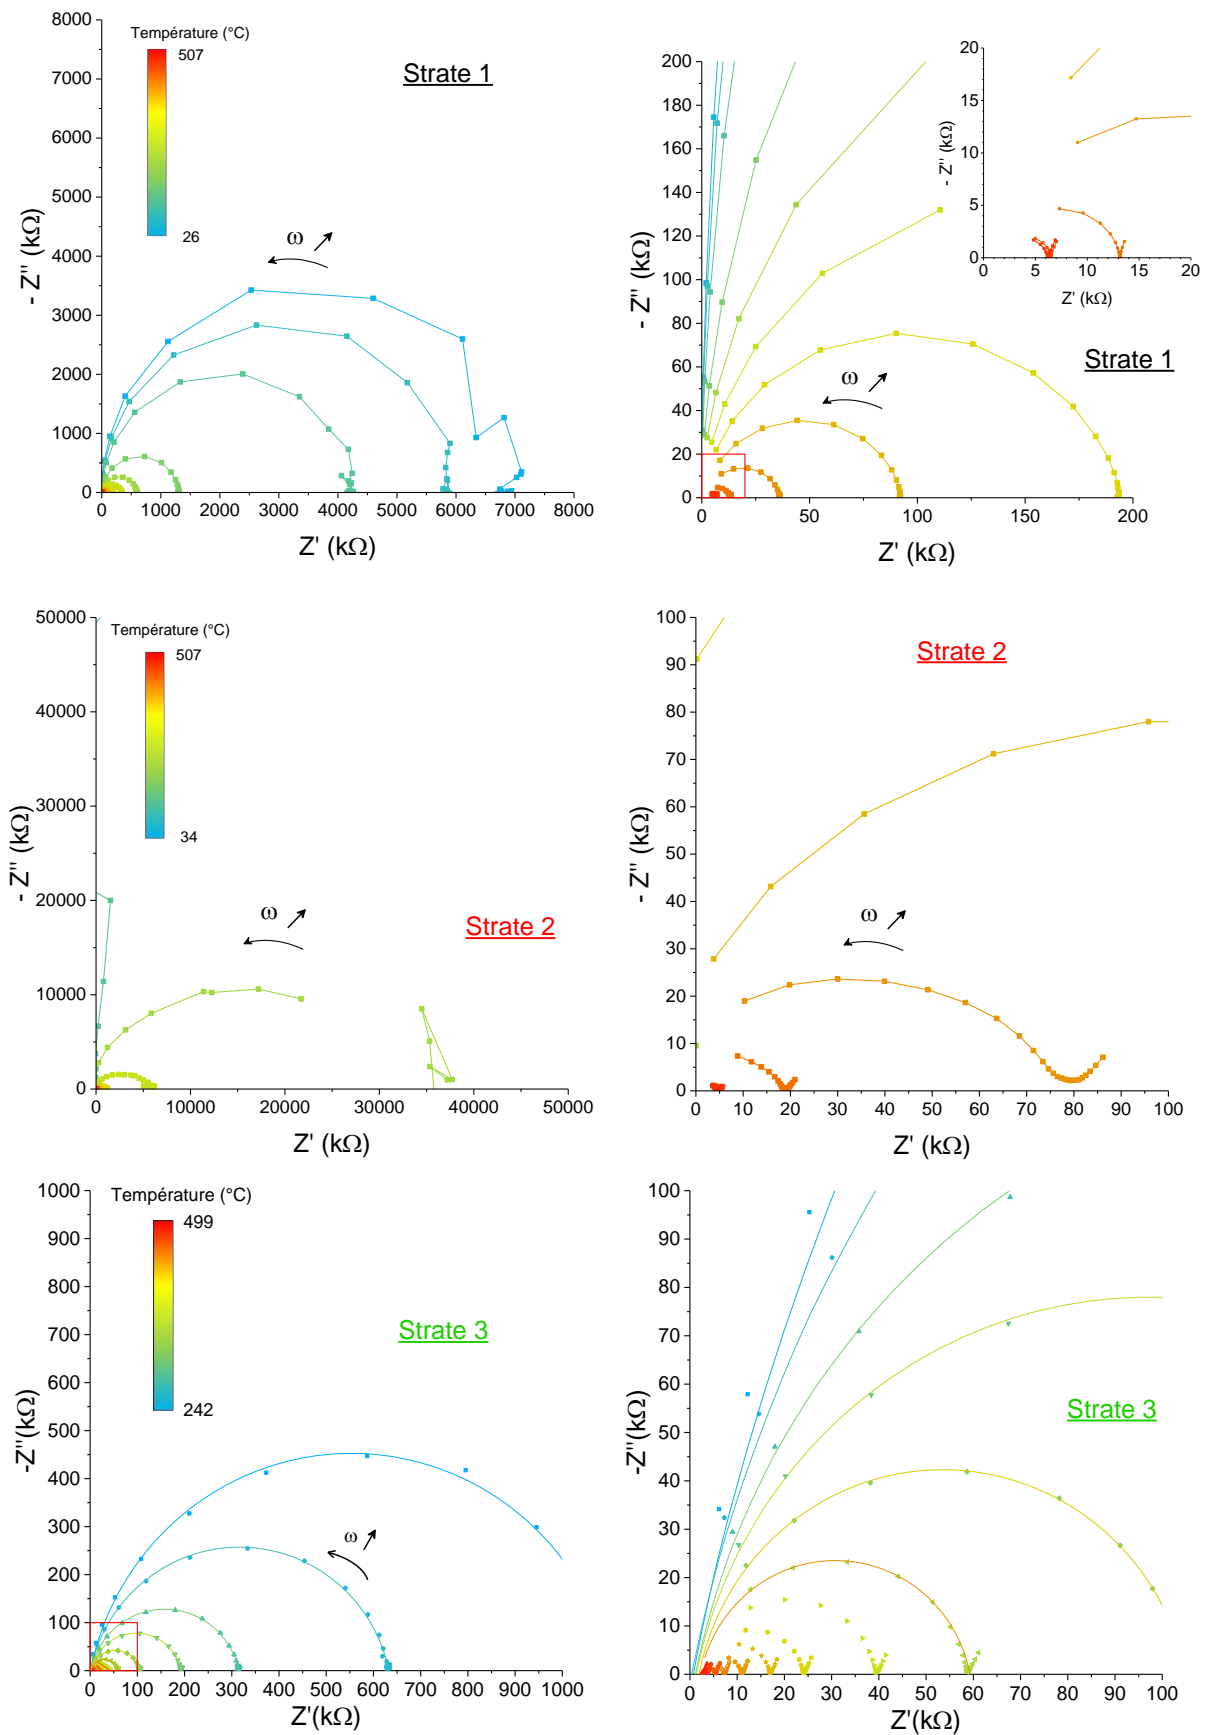 Température (°C)
507
26
Strate 1
ω
8000
7000
6000
5000
4000
3000
2000
1000
0
- Z'' (kΩ)
0 1000 2000 3000 4000 5000 6000 7000 8000
Z' (kΩ)
200
180
160
140
120
100
80
60
40
20
0
- Z'' (kΩ)
0 50 100 150 200
Z' (kΩ)
Strate 1
ω
20
15
10
5
0
- Z'' (kΩ)
0 5 10 15 20
Z' (kΩ)
Température (°C)
507
34
Strate 2
ω
50000
40000
30000
20000
10000
0
- Z'' (kΩ)
0 10000 20000 30000 40000 50000
Z' (kΩ)
Strate 2
ω
100
90
80
70
60
50
40
30
20
10
0
- Z'' (kΩ)
0 10 20 30 40 50 60 70 80 90 100
Z' (kΩ)
Température (°C)
499
242
Strate 3
ω
1000
900
800
700
600
500
400
300
200
100
0
-Z''(kΩ)
0 100 200 300 400 500 600 700 800 900 1000
Z'(kΩ)
Strate 3
100
90
80
70
60
50
40
30
20
10
0
-Z''(kΩ)
0 10 20 30 40 50 60 70 80 90 100
Z'(kΩ)